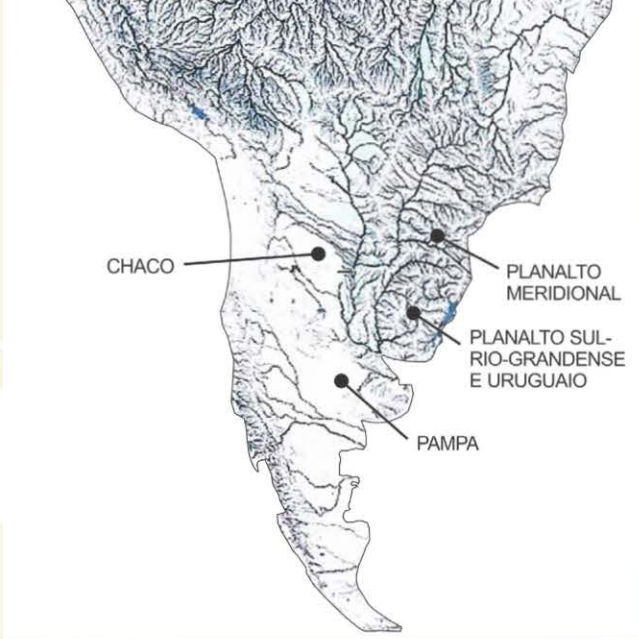 CHACO
PLANALTO
MERIDIONAL
PLANALTO SUL-
RIO-GRANDENSE
E URUGUAIO
PAMPA